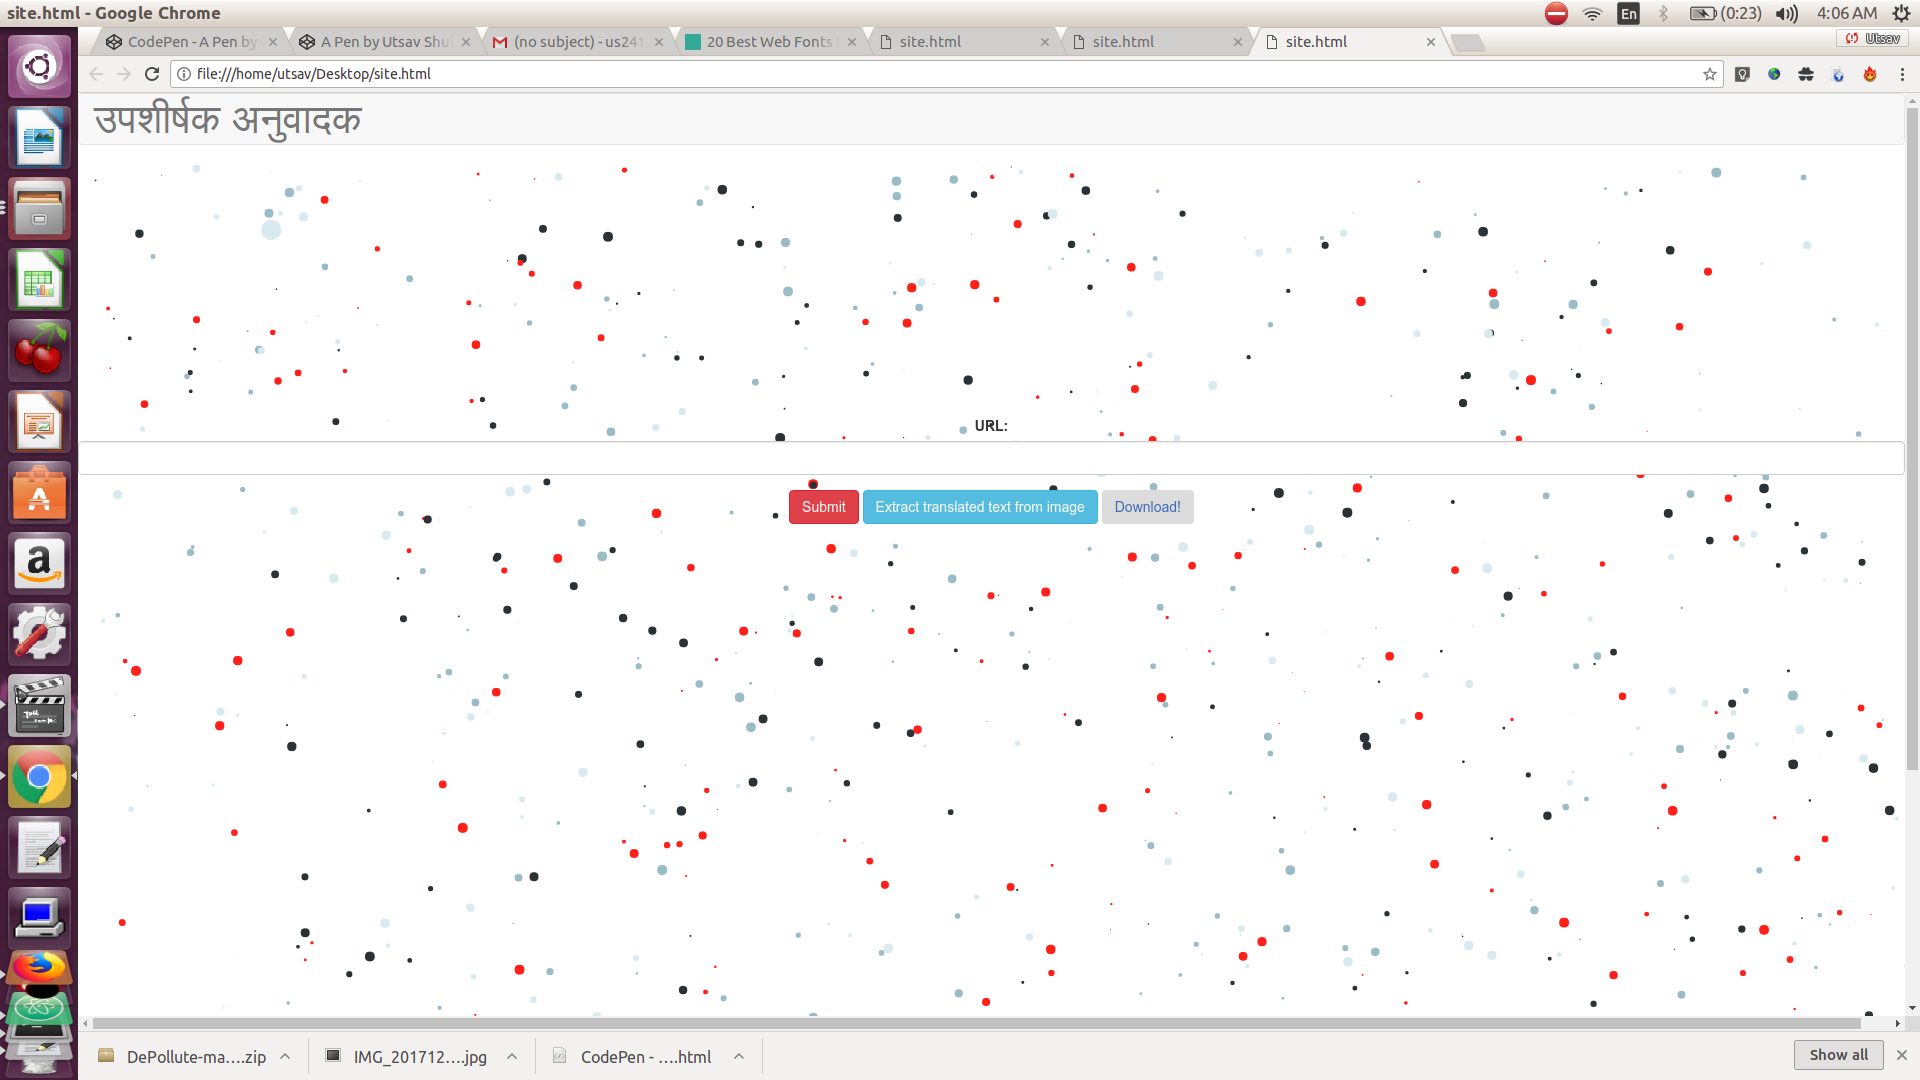 site.html - Google Chrome
En
(0:23)
4:06 AM
CodePen - A Pen by
A Pen by Utsav Shu
(no subject) - us241
20 Best Web Fonts
site.html
site.html
site.html
Utsav
file:///home/utsav/Desktop/site.html
उपशीर्षक अनुवादक
URL:
Submit
Extract translated text from image
Download!
DePollute-ma....zip
IMG_201712....jpg
CodePen - ....html
Show all